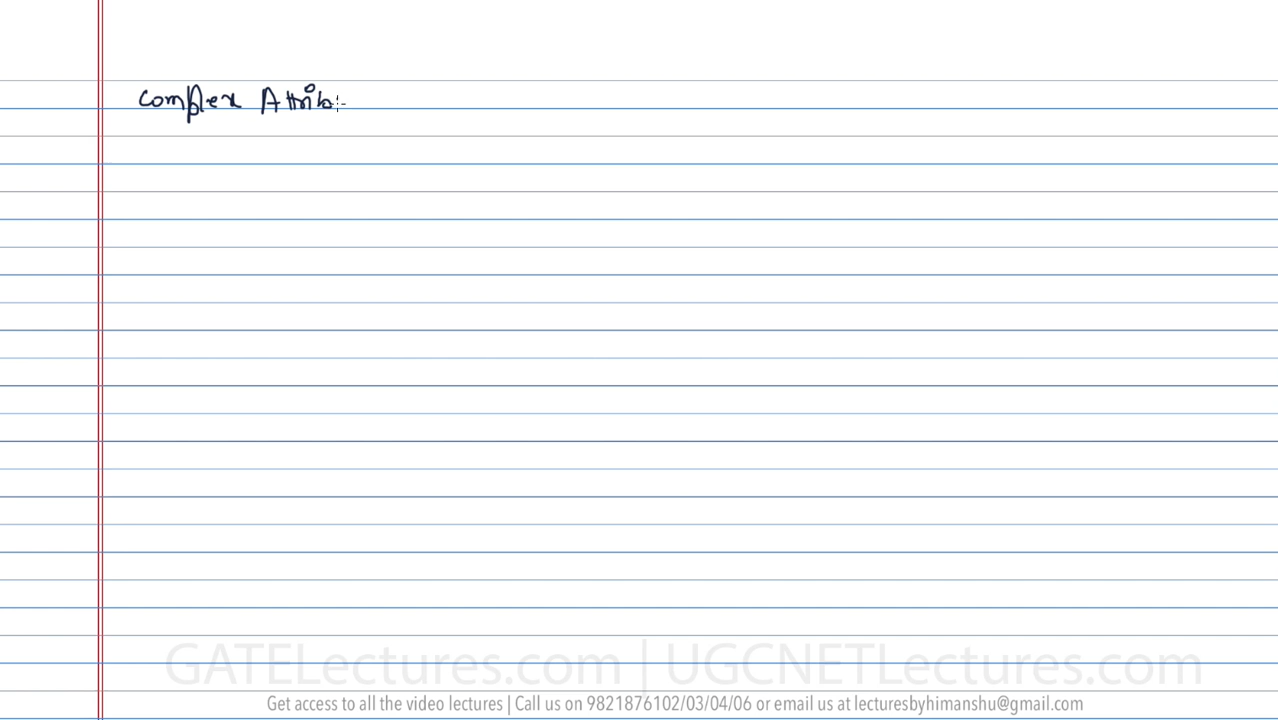 Complex Attrib
GATELectures.com | UGCNETLectures.com
Get access to all the video lectures | Call us on 9821876102/03/04/06 or email us at lecturesbyhimanshu@gmail.com